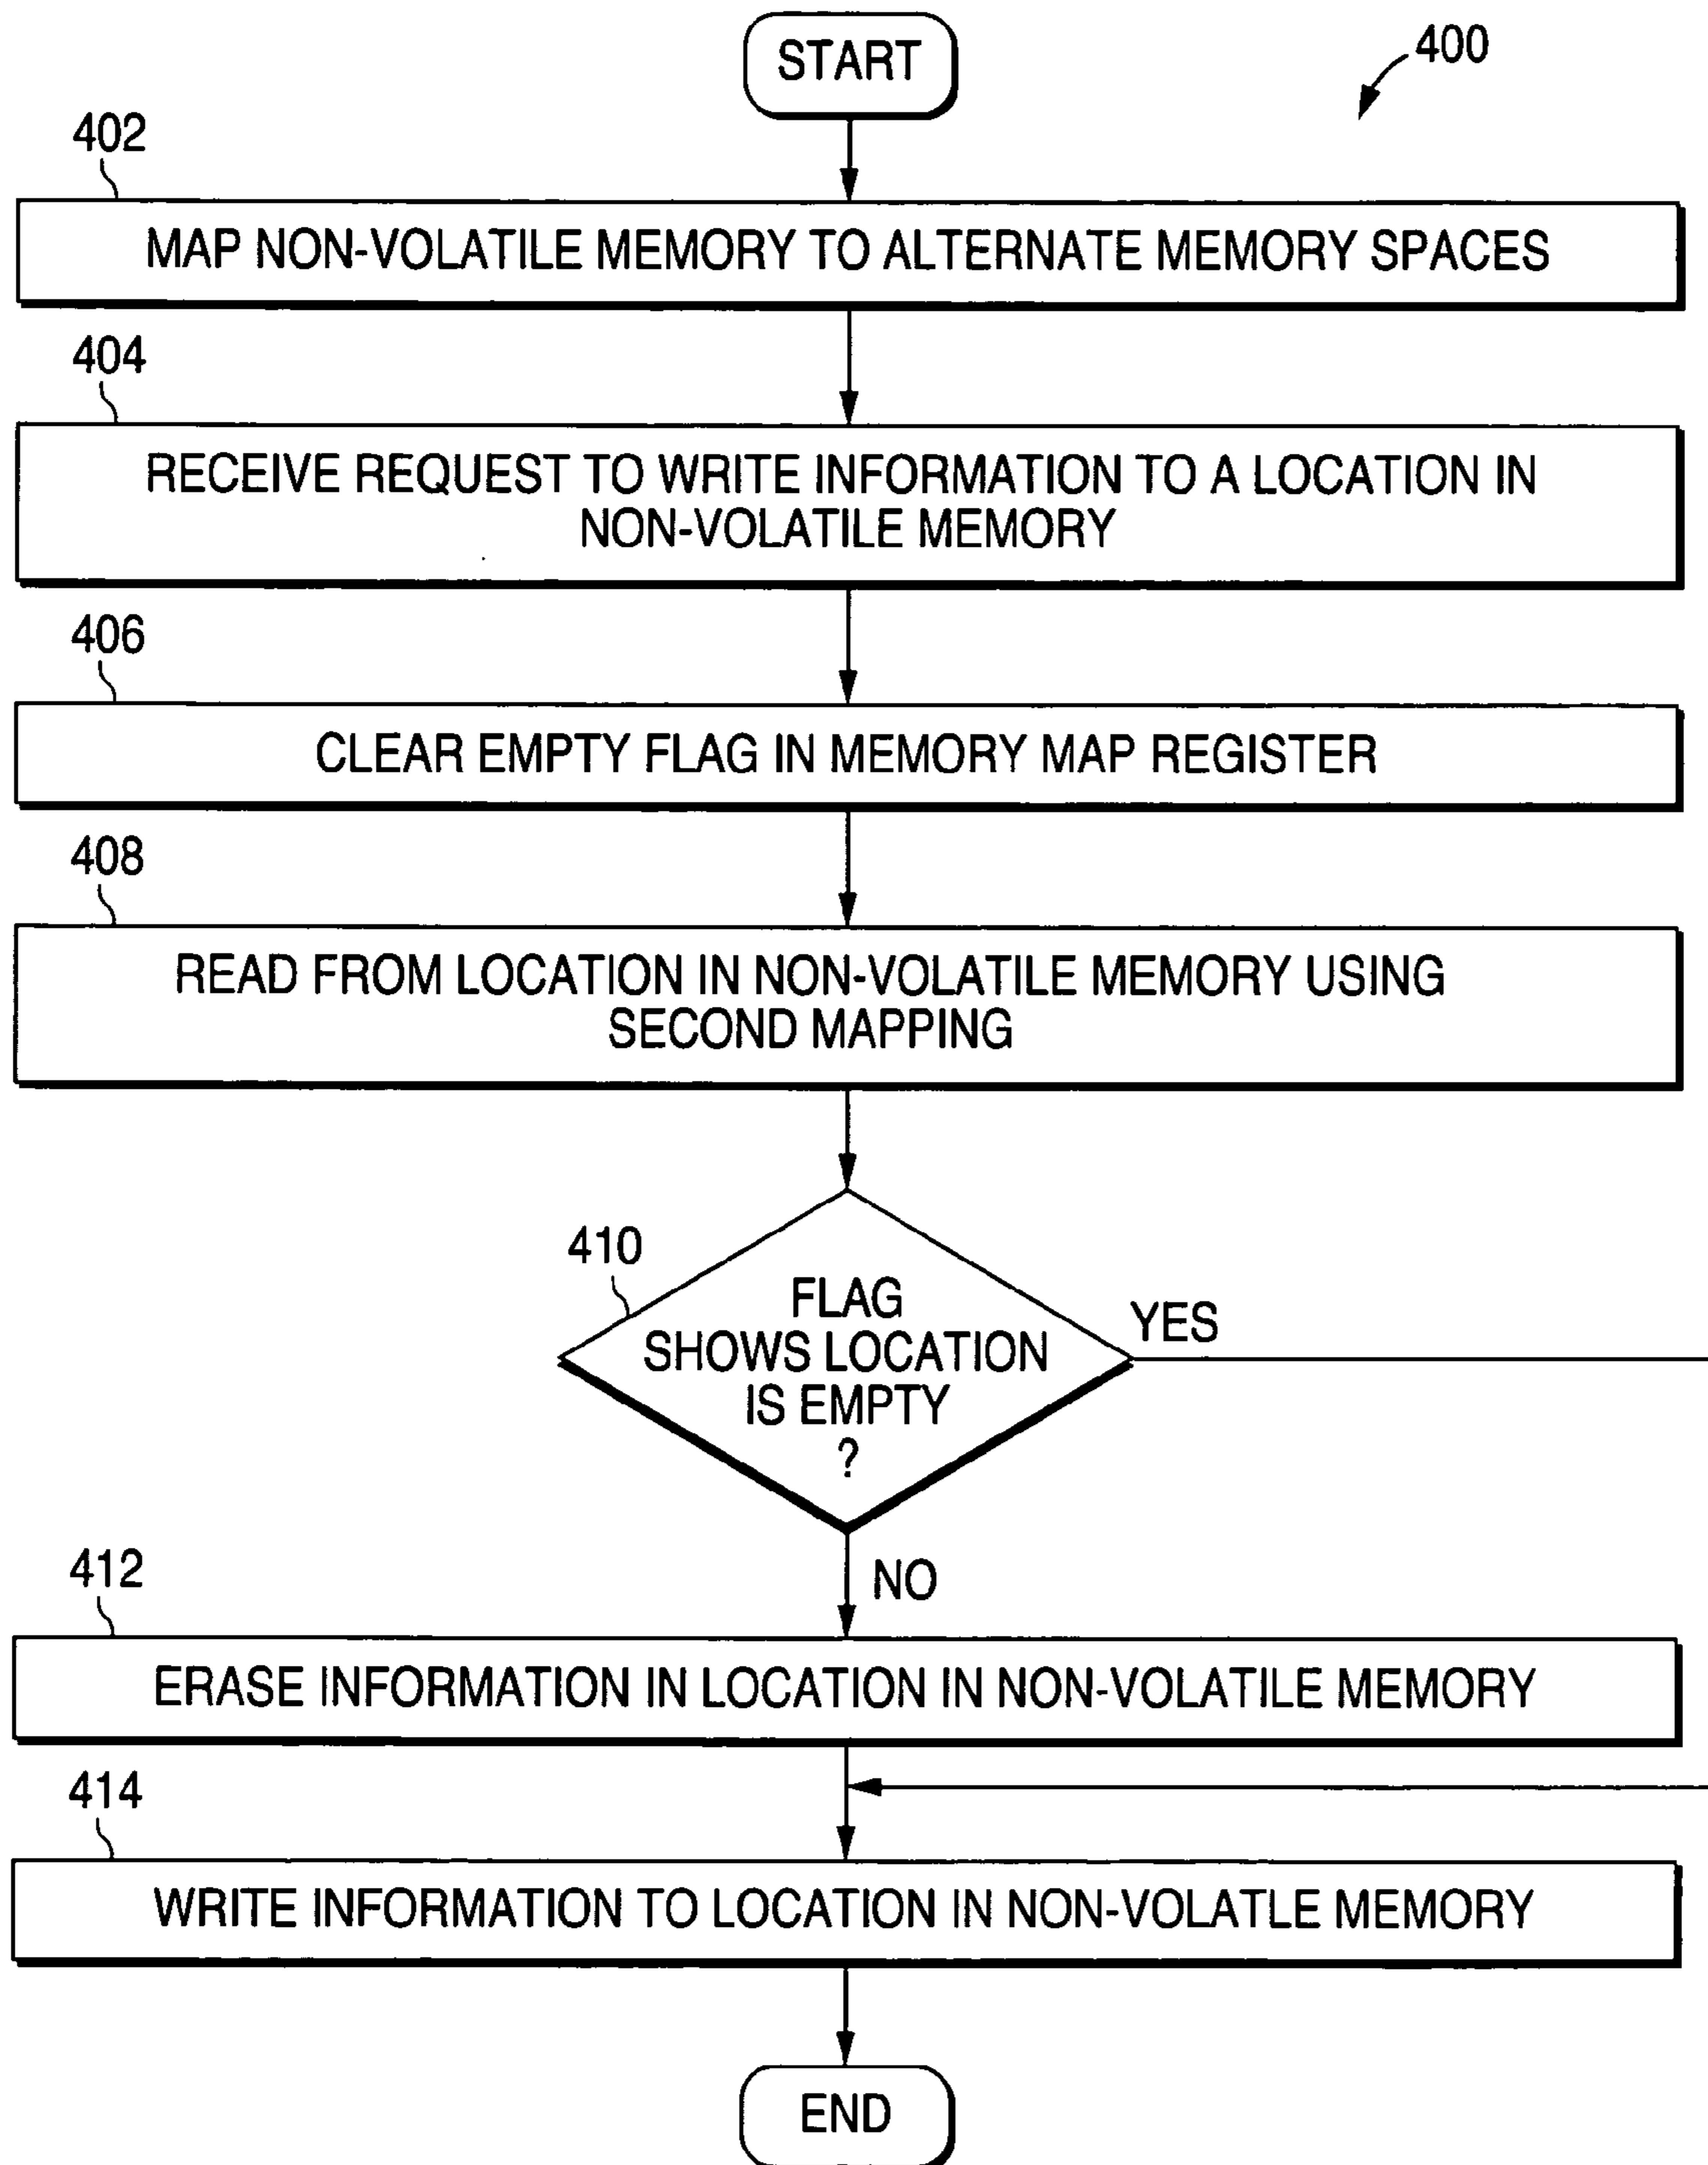 START
400
402
MAP NON-VOLATILE MEMORY TO ALTERNATE MEMORY SPACES
404
RECEIVE REQUEST TO WRITE INFORMATION TO A LOCATION IN
NON-VOLATILE MEMORY
406
CLEAR EMPTY FLAG IN MEMORY MAP REGISTER
408
READ FROM LOCATION IN NON-VOLATILE MEMORY USING
SECOND MAPPING
410
FLAG
SHOWS LOCATION
IS EMPTY
?
YES
NO
412
ERASE INFORMATION IN LOCATION IN NON-VOLATILE MEMORY
414
WRITE INFORMATION TO LOCATION IN NON-VOLATLE MEMORY
END